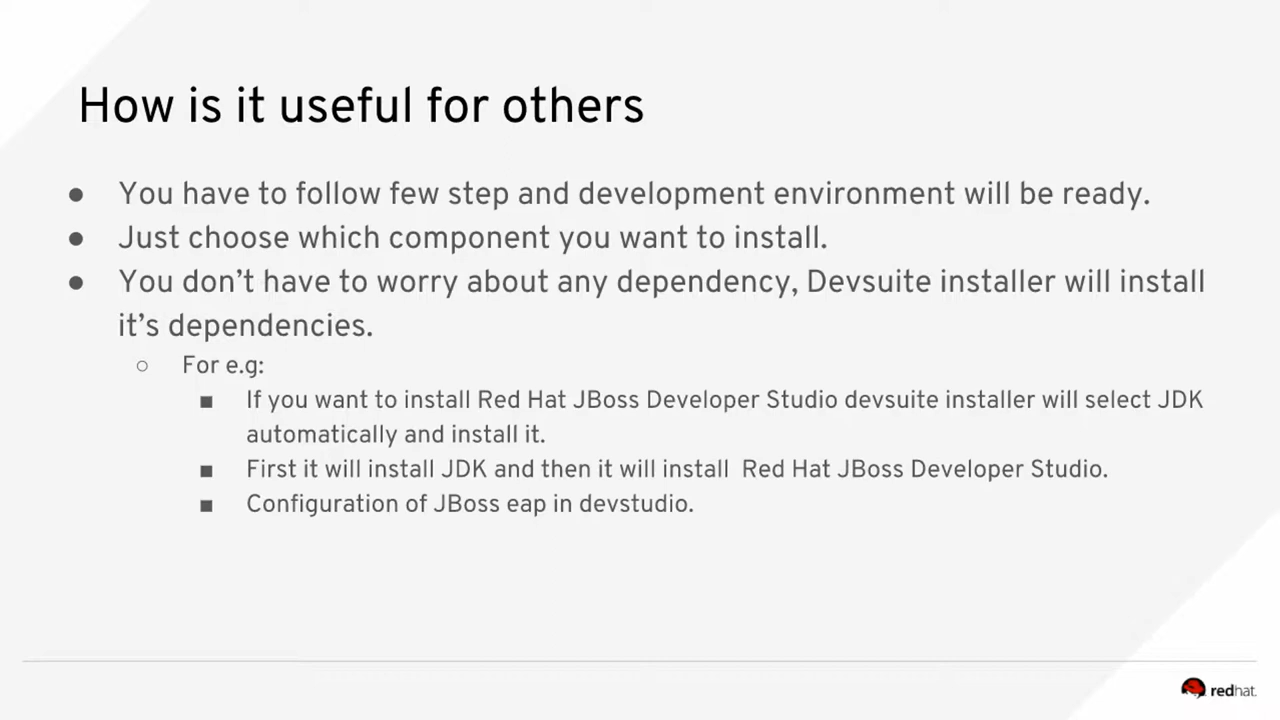 How is it useful for others
● You have to follow few step and development environment will be ready.
● Just choose which component you want to install.
● You don't have to worry about any dependency, Devsuite installer will install
it's dependencies.
○ For e.g:
■ If you want to install Red Hat JBoss Developer Studio devsuite installer will select JDK
automatically and install it.
■ First it will install JDK and then it will install Red Hat JBoss Developer Studio.
■ Configuration of JBoss eap in devstudio.
redhat.